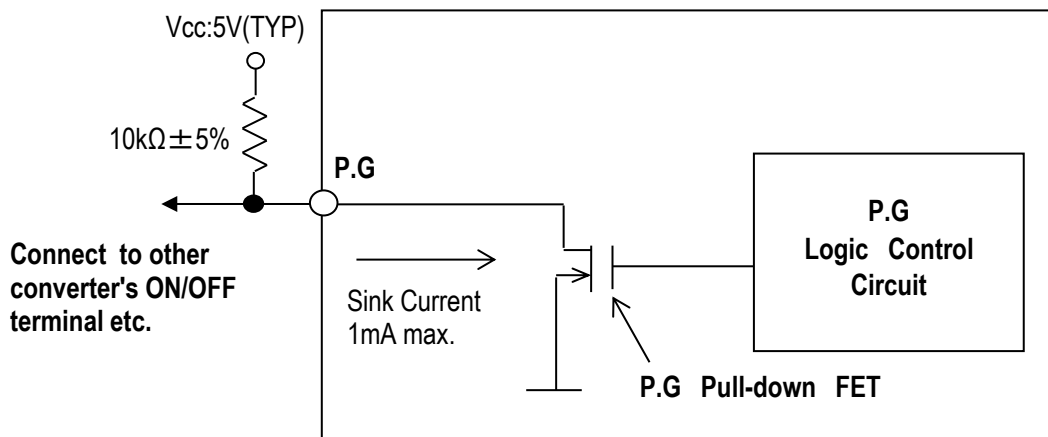 Vcc:5V(TYP)
10kΩ±5%
P.G
Connect to other
converter's ON/OFF
terminal etc.
Sink Current
1mA max.
P.G
Logic Control
Circuit
P.G Pull-down FET